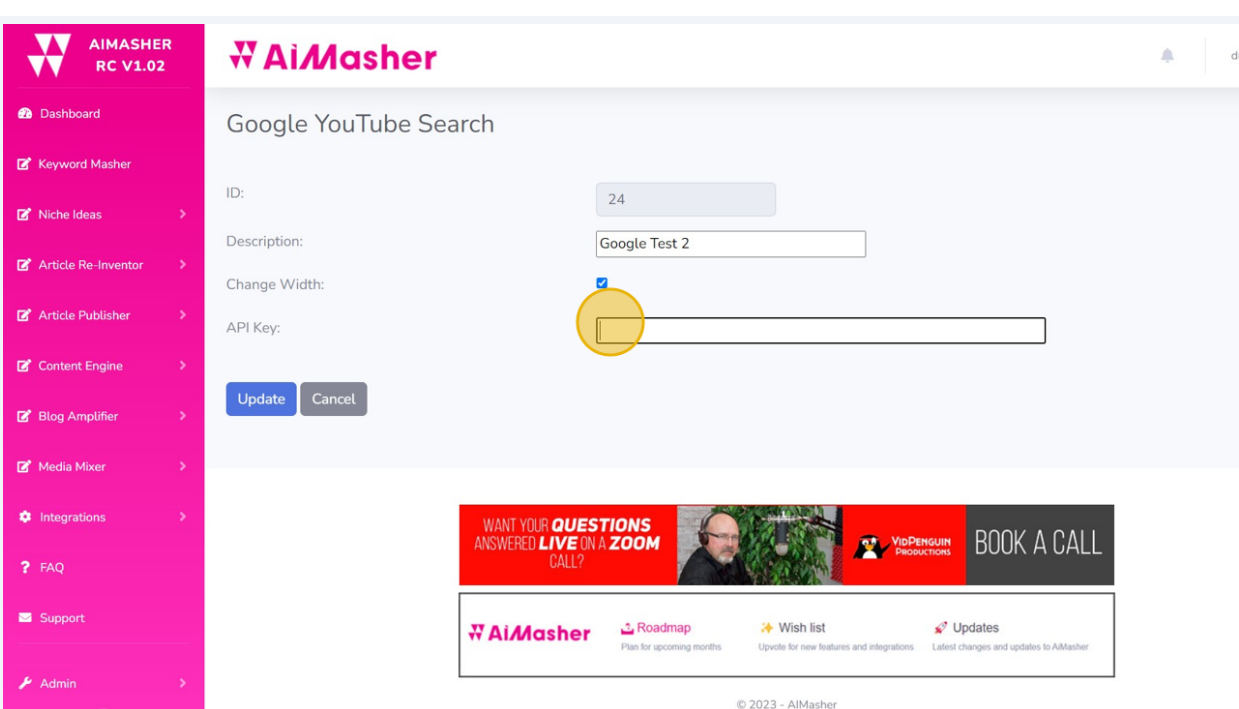 AIMASHER
RC V1.02
AiMasher
Dashboard
Keyword Masher
Niche Ideas
Article Re-Inventor
Article Publisher
Content Engine
Blog Amplifier
Media Mixer
Integrations
? FAQ
Support
Admin
Google YouTube Search
ID:
24
Description:
Google Test 2
Change Width:
API Key:
Update Cancel
WANT YOUR QUESTIONS
ANSWERED LIVE ON A ZOOM
CALL?
VIDPENGUIN
PRODUCTIONS
BOOK A CALL
AiMasher
Roadmap
Plan for upcoming months
Wish list
Upvote for new features and integrations
Updates
Latest changes and updates to AiMasher
© 2023 - AIMasher